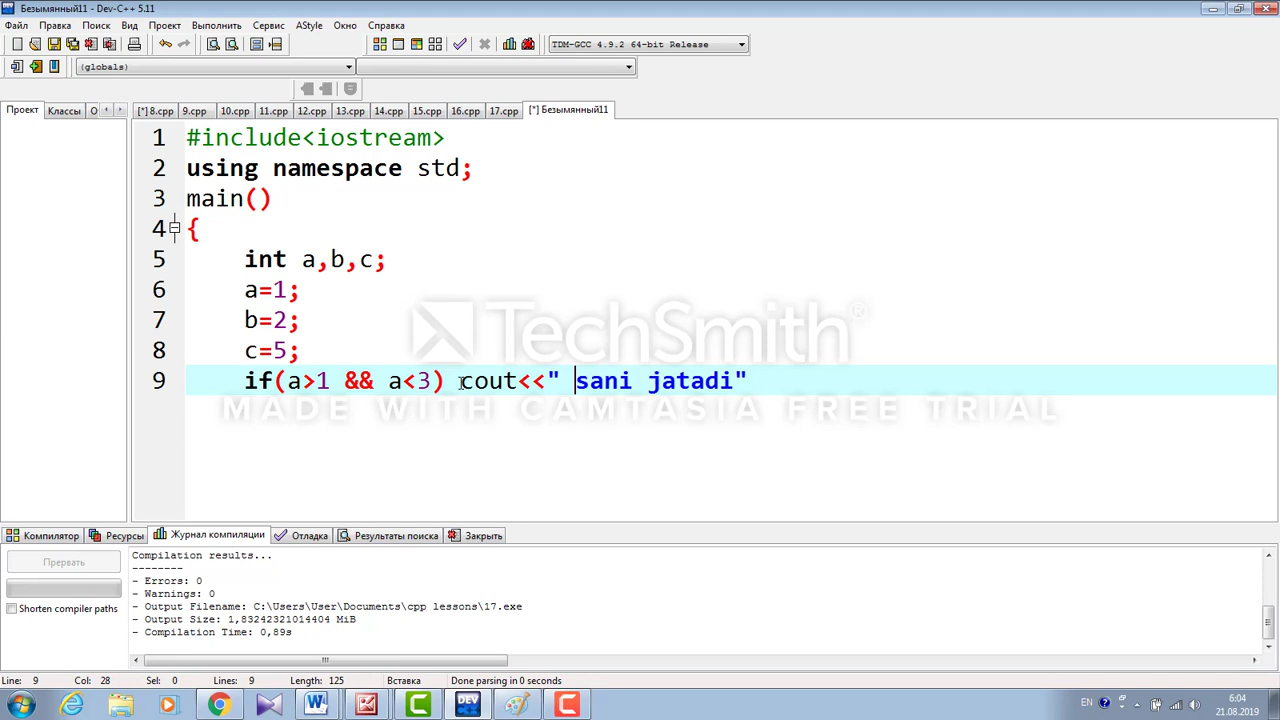 Безымянный11 - Dev-C++ 5.11
Файл Правка Поиск Вид Проект Выполнить Сервис AStyle Окно Справка
TDM-GCC 4.9.2 64-bit Release
(globals)
Проект Классы О [*] 8.cpp 9.cpp 10.cpp 11.cpp 12.cpp 13.cpp 14.cpp 15.cpp 16.cpp 17.cpp [*] Безымянный11
1 #include<iostream>
2 using namespace std;
3 main()
4 {
5 int a,b,c;
6 a=1;
7 b=2;
8 c=5;
9 if(a>1 && a<3) cout<<" sani jatadi"
TechSmith®
MADE WITH CAMTASIA FREE TRIAL
Компилятор Ресурсы Журнал компиляции Отладка Результаты поиска Закрыть
Прервать
Shorten compiler paths
Compilation results...
--------
- Errors: 0
- Warnings: 0
- Output Filename: C:\Users\User\Documents\cpp lessons\17.exe
- Output Size: 1,83242321014404 MiB
- Compilation Time: 0,89s
Line: 9 Col: 28 Sel: 0 Lines: 9 Length: 125 Вставка Done parsing in 0 seconds
EN 6:04
21.08.2019